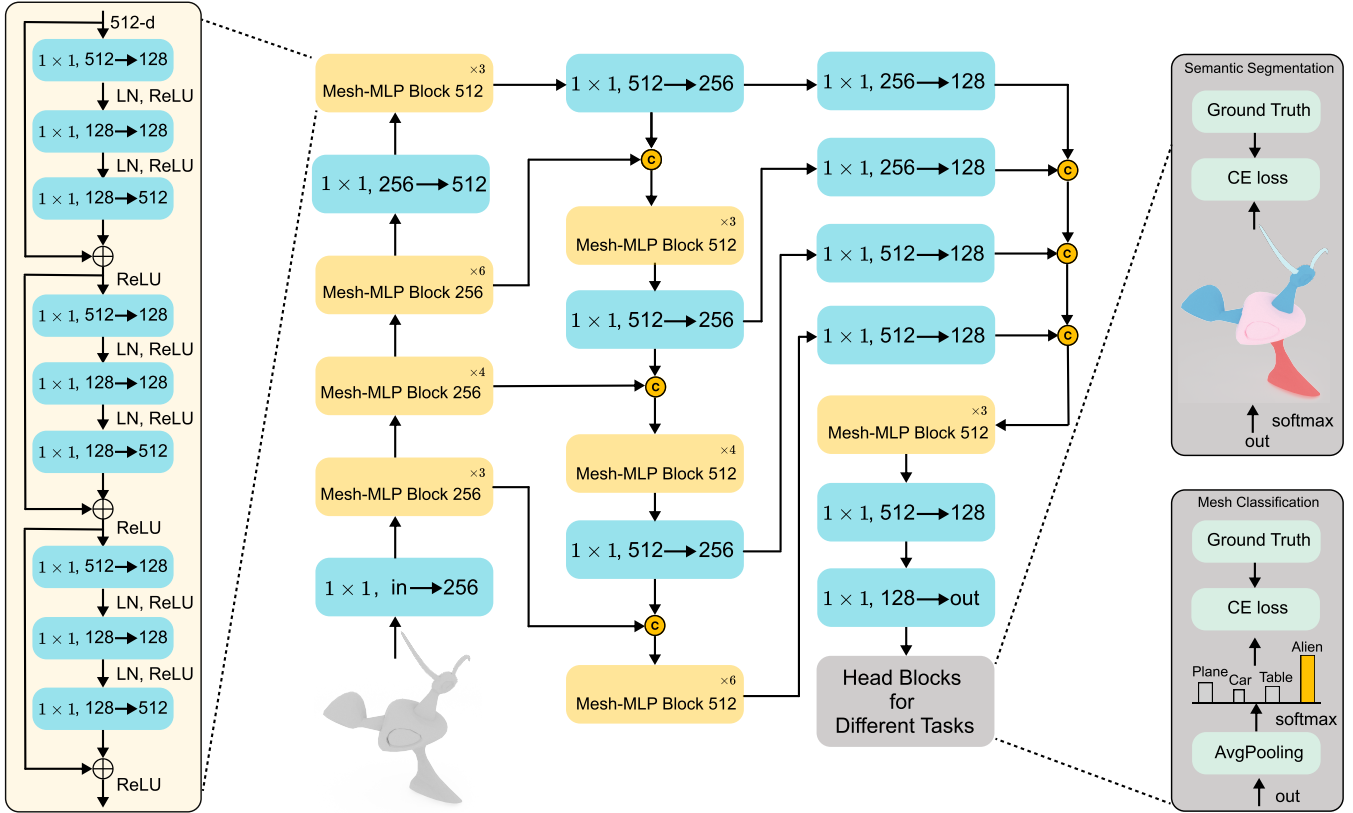 512-d
1 × 1, 512→128
LN, ReLU
1 × 1, 128→128
LN, ReLU
1 × 1, 128→512
ReLU
1 × 1, 512→128
LN, ReLU
1 × 1, 128→128
LN, ReLU
1 × 1, 128→512
ReLU
1 × 1, 512→128
LN, ReLU
1 × 1, 128→128
LN, ReLU
1 × 1, 128→512
ReLU
×3
Mesh-MLP Block 512
1 × 1, 256→512
×6
Mesh-MLP Block 256
×4
Mesh-MLP Block 256
×3
Mesh-MLP Block 256
1 × 1, in→256
1 × 1, 512→256
C
×3
Mesh-MLP Block 512
1 × 1, 512→256
C
×4
Mesh-MLP Block 512
1 × 1, 512→256
C
×6
Mesh-MLP Block 512
1 × 1, 256→128
1 × 1, 256→128
C
1 × 1, 512→128
C
1 × 1, 512→128
C
×3
Mesh-MLP Block 512
1 × 1, 512→128
1 × 1, 128→out
Head Blocks
for
Different Tasks
Semantic Segmentation
Ground Truth
CE loss
softmax
out
Mesh Classification
Ground Truth
CE loss
Plane
Car
Table
Alien
softmax
AvgPooling
out